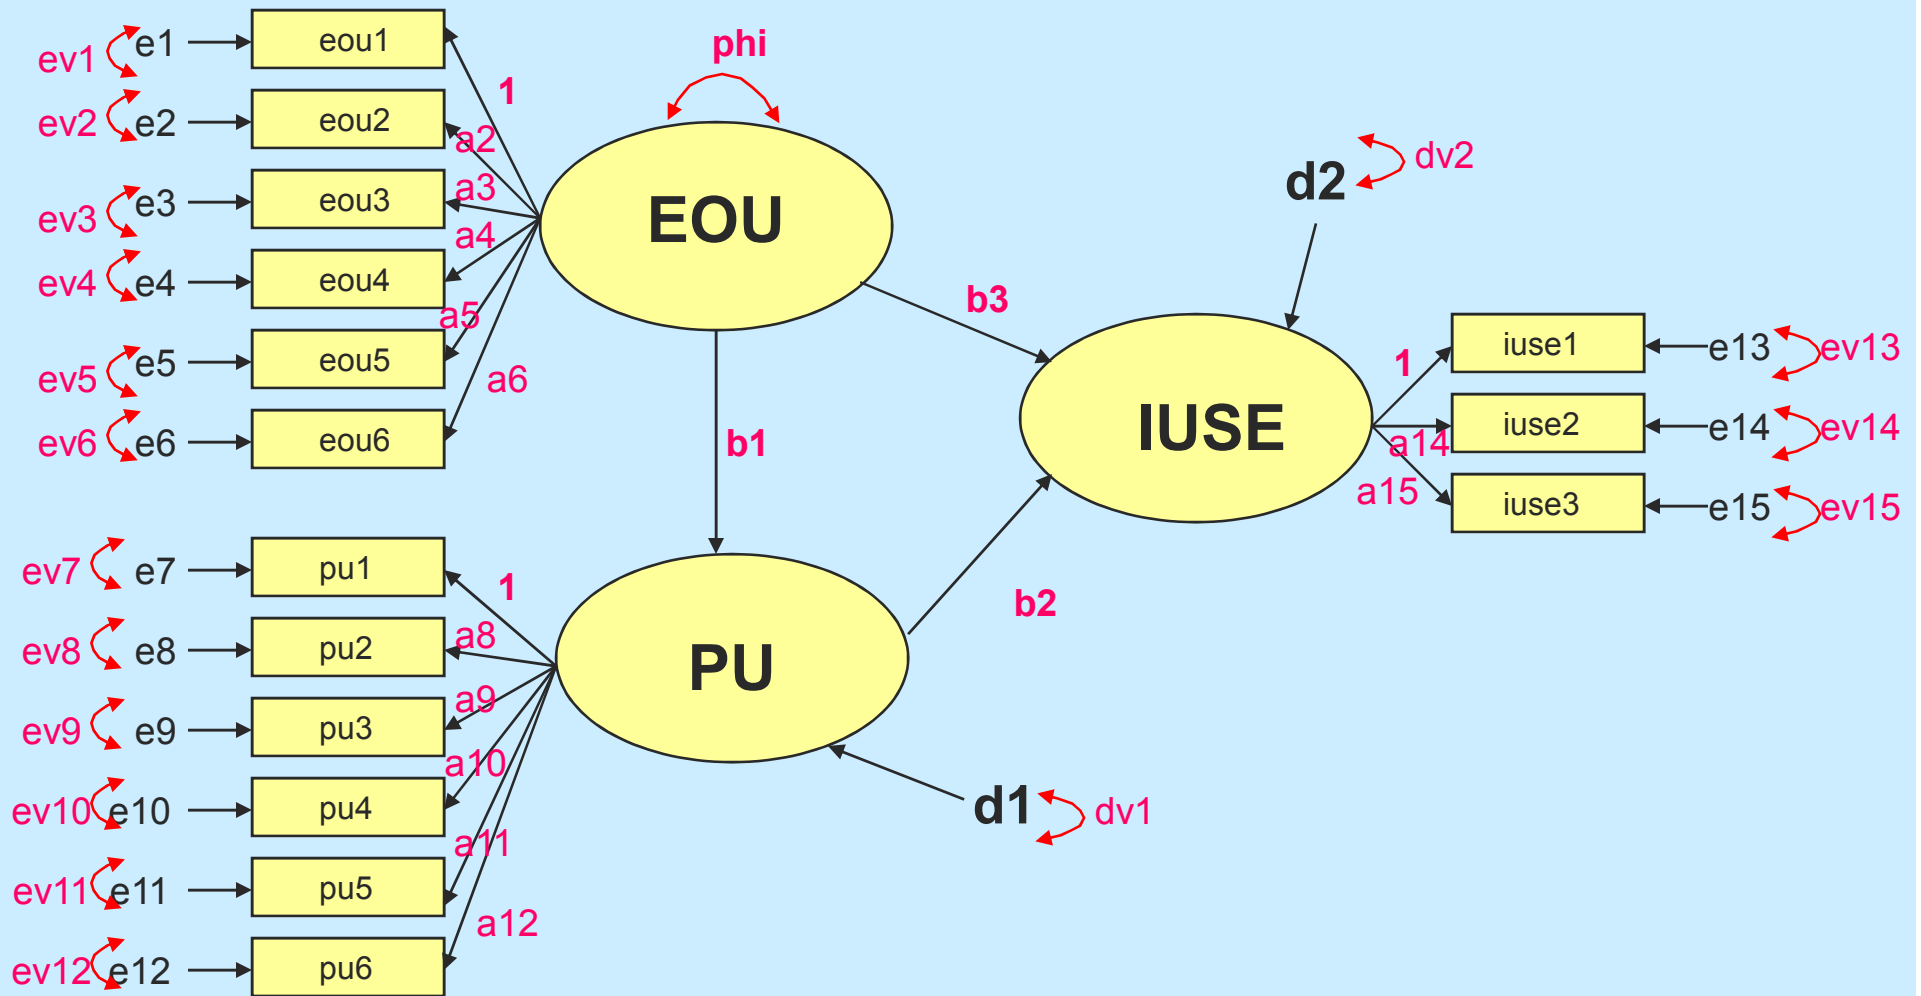 ev1 e1 eou1
ev2 e2 eou2
ev3 e3 eou3
ev4 e4 eou4
ev5 e5 eou5
ev6 e6 eou6
1
a2
a3
a4
a5
a6
phi
EOU
b3
b1
d2 dv2
IUSE
1
a14
a15
iuse1 e13 ev13
iuse2 e14 ev14
iuse3 e15 ev15
ev7 e7 pu1
ev8 e8 pu2
ev9 e9 pu3
ev10 e10 pu4
ev11 e11 pu5
ev12 e12 pu6
1
a8
a9
a10
a11
a12
PU
b2
d1 dv1